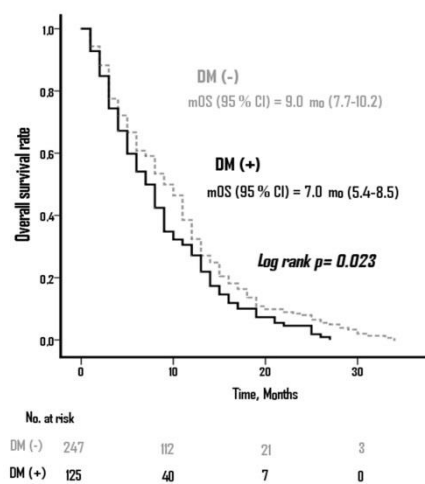 1.0
DM (-)
mOS (95 % CI) = 9.0 mo (7.7-10.2)
0.8
Overall survival rate
0.6
DM (+)
mOS (95 % CI) = 7.0 mo (5.4-8.5)
0.4
Log rank p= 0.023
0.2
0.0
0 10 20 30
Time, Months
No. at risk
DM (-) 247 112 21 3
DM (+) 125 40 7 0